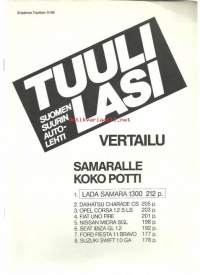 TUULI
LASI
SUOMEN
SUURIN
AUTO-
LEHTI
VERTAILU
SAMARALLE
KOKO POTTI
1. LADA SAMARA 1300 212 p.
2. DAIHATSU CHARADE CS 205 p.
3. OPEL CORSA 1.2 S LS 203 p.
4. FIAT UNO FIRE 201 p.
5. NISSAN MICRA SGL 198 p.
6. SEAT IBIZA GL 1.2 192 p.
7. FORD FIESTA 1.1 BRAVO 177 p.
8. SUZUKI SWIFT 1.0 GA 176 p.